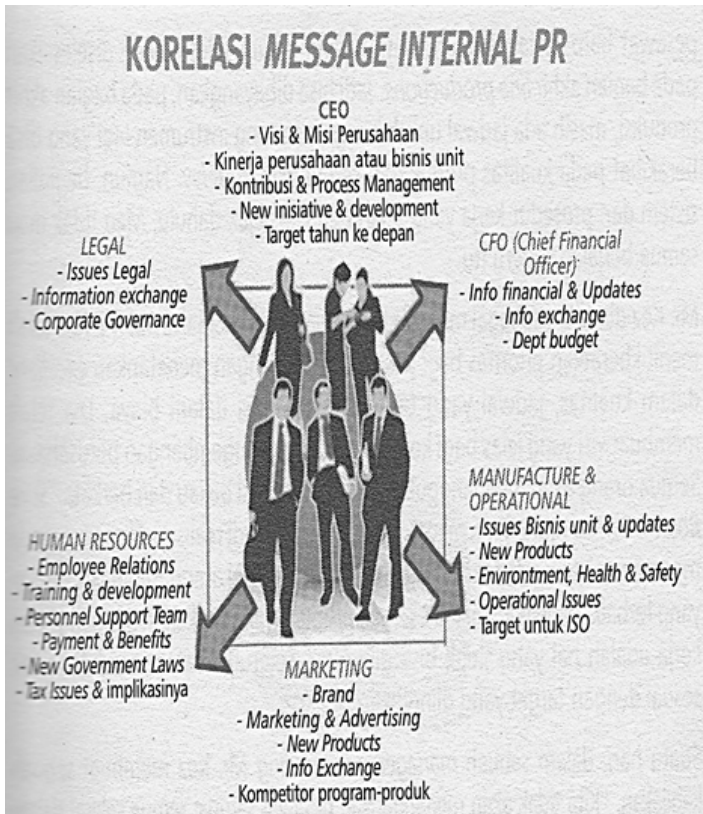 KORELASI MESSAGE INTERNAL PR
CEO
- Visi & Misi Perusahaan
- Kinerja perusahaan atau bisnis unit
- Kontribusi & Process Management
- New inisiative & development
- Target tahun ke depan
LEGAL
- Issues Legal
- Information exchange
- Corporate Governance
CFO (Chief Financial
Officer)
- Info financial & Updates
- Info exchange
- Dept budget
MANUFACTURE &
OPERATIONAL
- Issues Bisnis unit & updates
- New Products
- Environtment, Health & Safety
- Operational Issues
- Target untuk ISO
HUMAN RESOURCES
- Employee Relations
- Training & development
- Personnel Support Team
- Payment & Benefits
- New Government Laws
- Tax Issues & implikasinya
MARKETING
- Brand
- Marketing & Advertising
- New Products
- Info Exchange
- Kompetitor program-produk